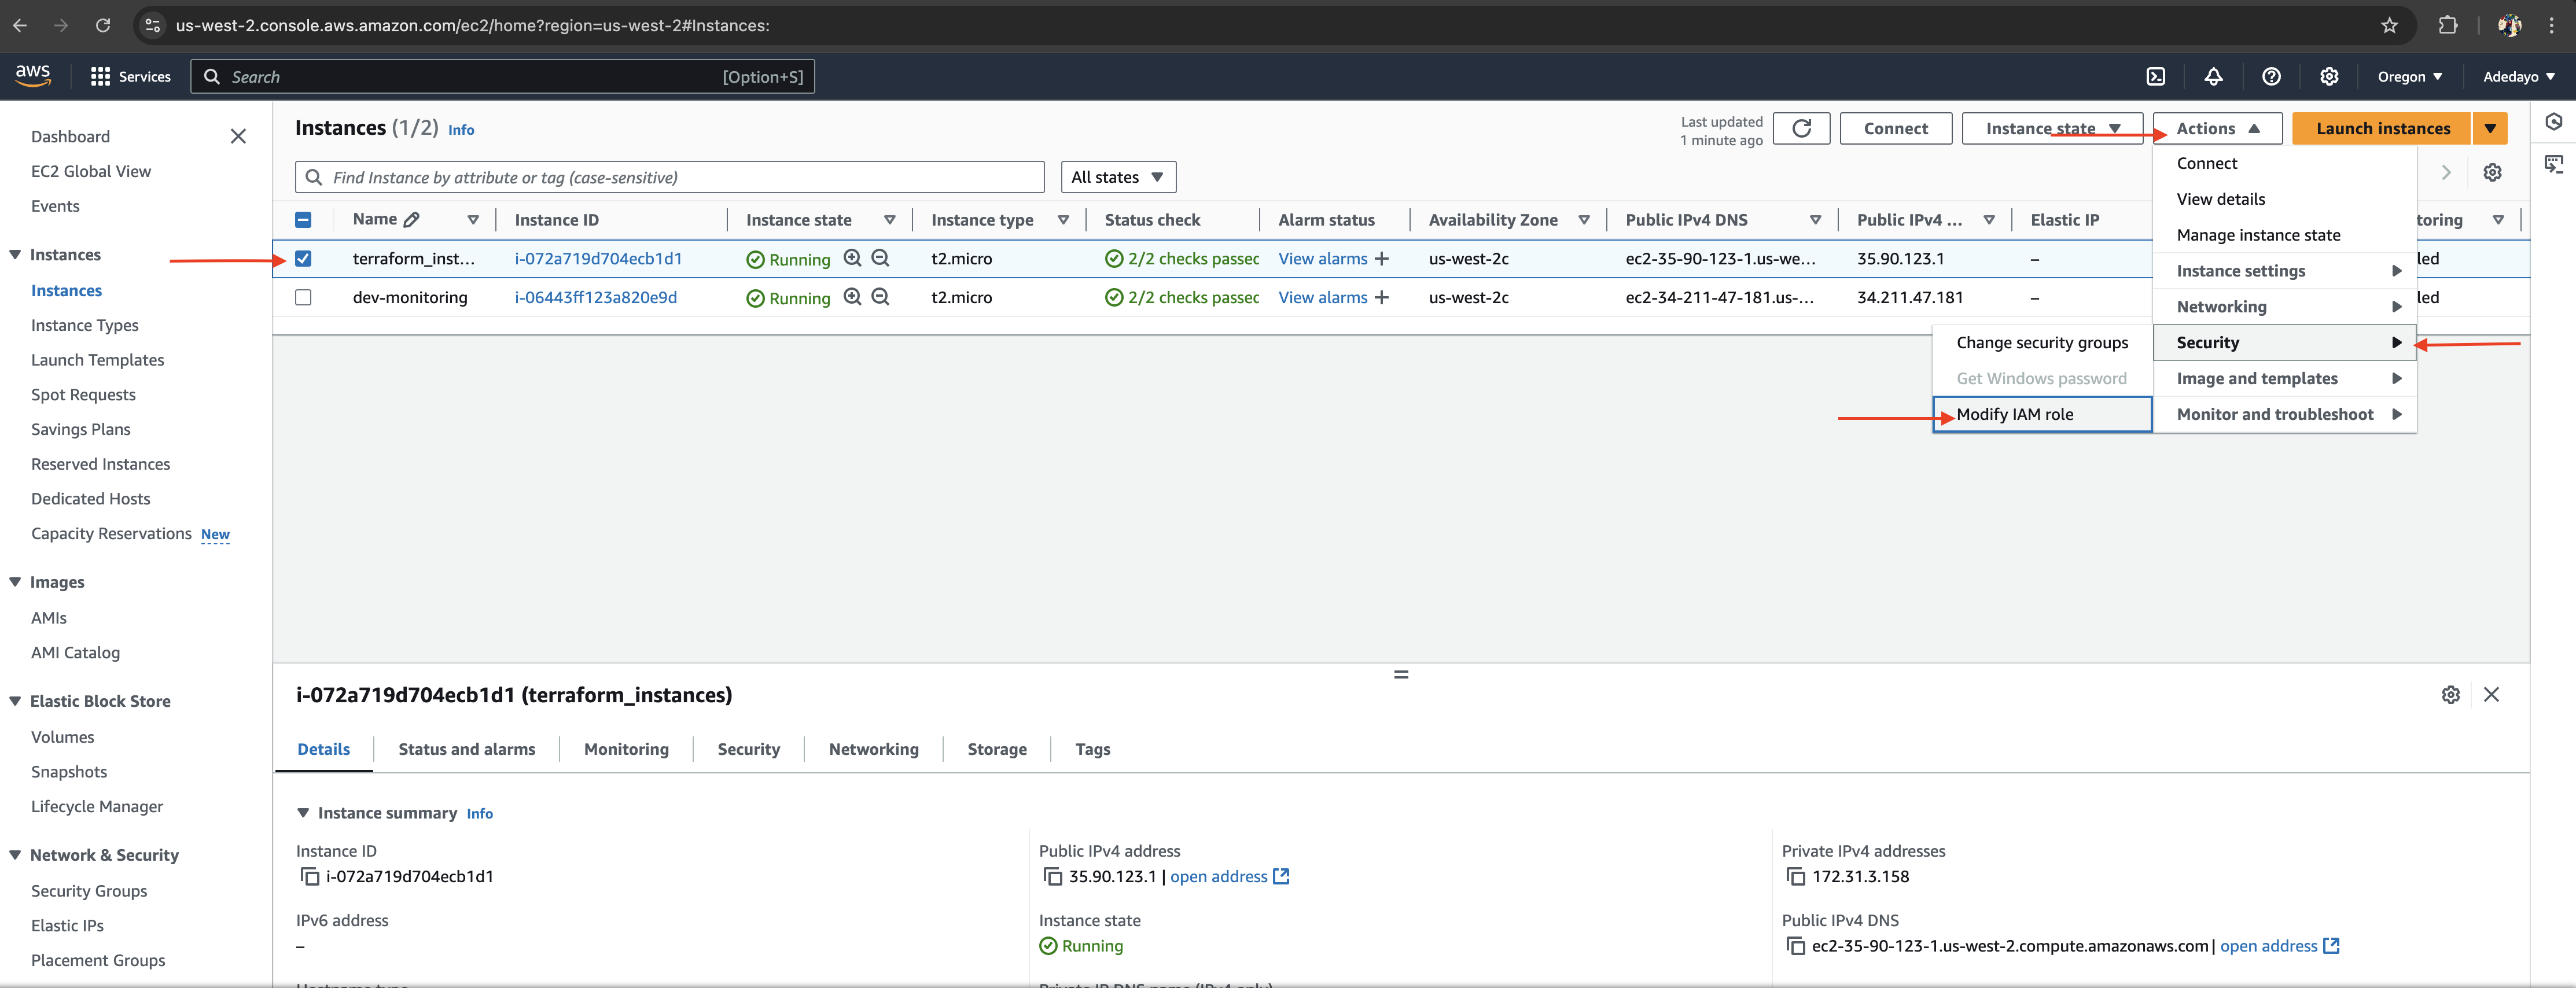 us-west-2.console.aws.amazon.com/ec2/home?region=us-west-2#Instances:
aws Services Search [Option+S] Oregon Adedayo
Dashboard
EC2 Global View
Events
Instances
Instances
Instance Types
Launch Templates
Spot Requests
Savings Plans
Reserved Instances
Dedicated Hosts
Capacity Reservations New
Images
AMIs
AMI Catalog
Elastic Block Store
Volumes
Snapshots
Lifecycle Manager
Network & Security
Security Groups
Elastic IPs
Placement Groups
Instances (1/2) Info
Last updated
1 minute ago
Connect Instance state Actions Launch instances
Find Instance by attribute or tag (case-sensitive) All states
Name Instance ID Instance state Instance type Status check Alarm status Availability Zone Public IPv4 DNS Public IPv4 ... Elastic IP toring
terraform_inst... i-072a719d704ecb1d1 Running t2.micro 2/2 checks passec View alarms + us-west-2c ec2-35-90-123-1.us-we... 35.90.123.1 – led
dev-monitoring i-06443ff123a820e9d Running t2.micro 2/2 checks passec View alarms + us-west-2c ec2-34-211-47-181.us-... 34.211.47.181 – led
Connect
View details
Manage instance state
Instance settings
Networking
Security
Image and templates
Monitor and troubleshoot
Change security groups
Get Windows password
Modify IAM role
i-072a719d704ecb1d1 (terraform_instances)
Details Status and alarms Monitoring Security Networking Storage Tags
Instance summary Info
Instance ID
i-072a719d704ecb1d1
Public IPv4 address
35.90.123.1 | open address
Private IPv4 addresses
172.31.3.158
IPv6 address
–
Instance state
Running
Public IPv4 DNS
ec2-35-90-123-1.us-west-2.compute.amazonaws.com | open address